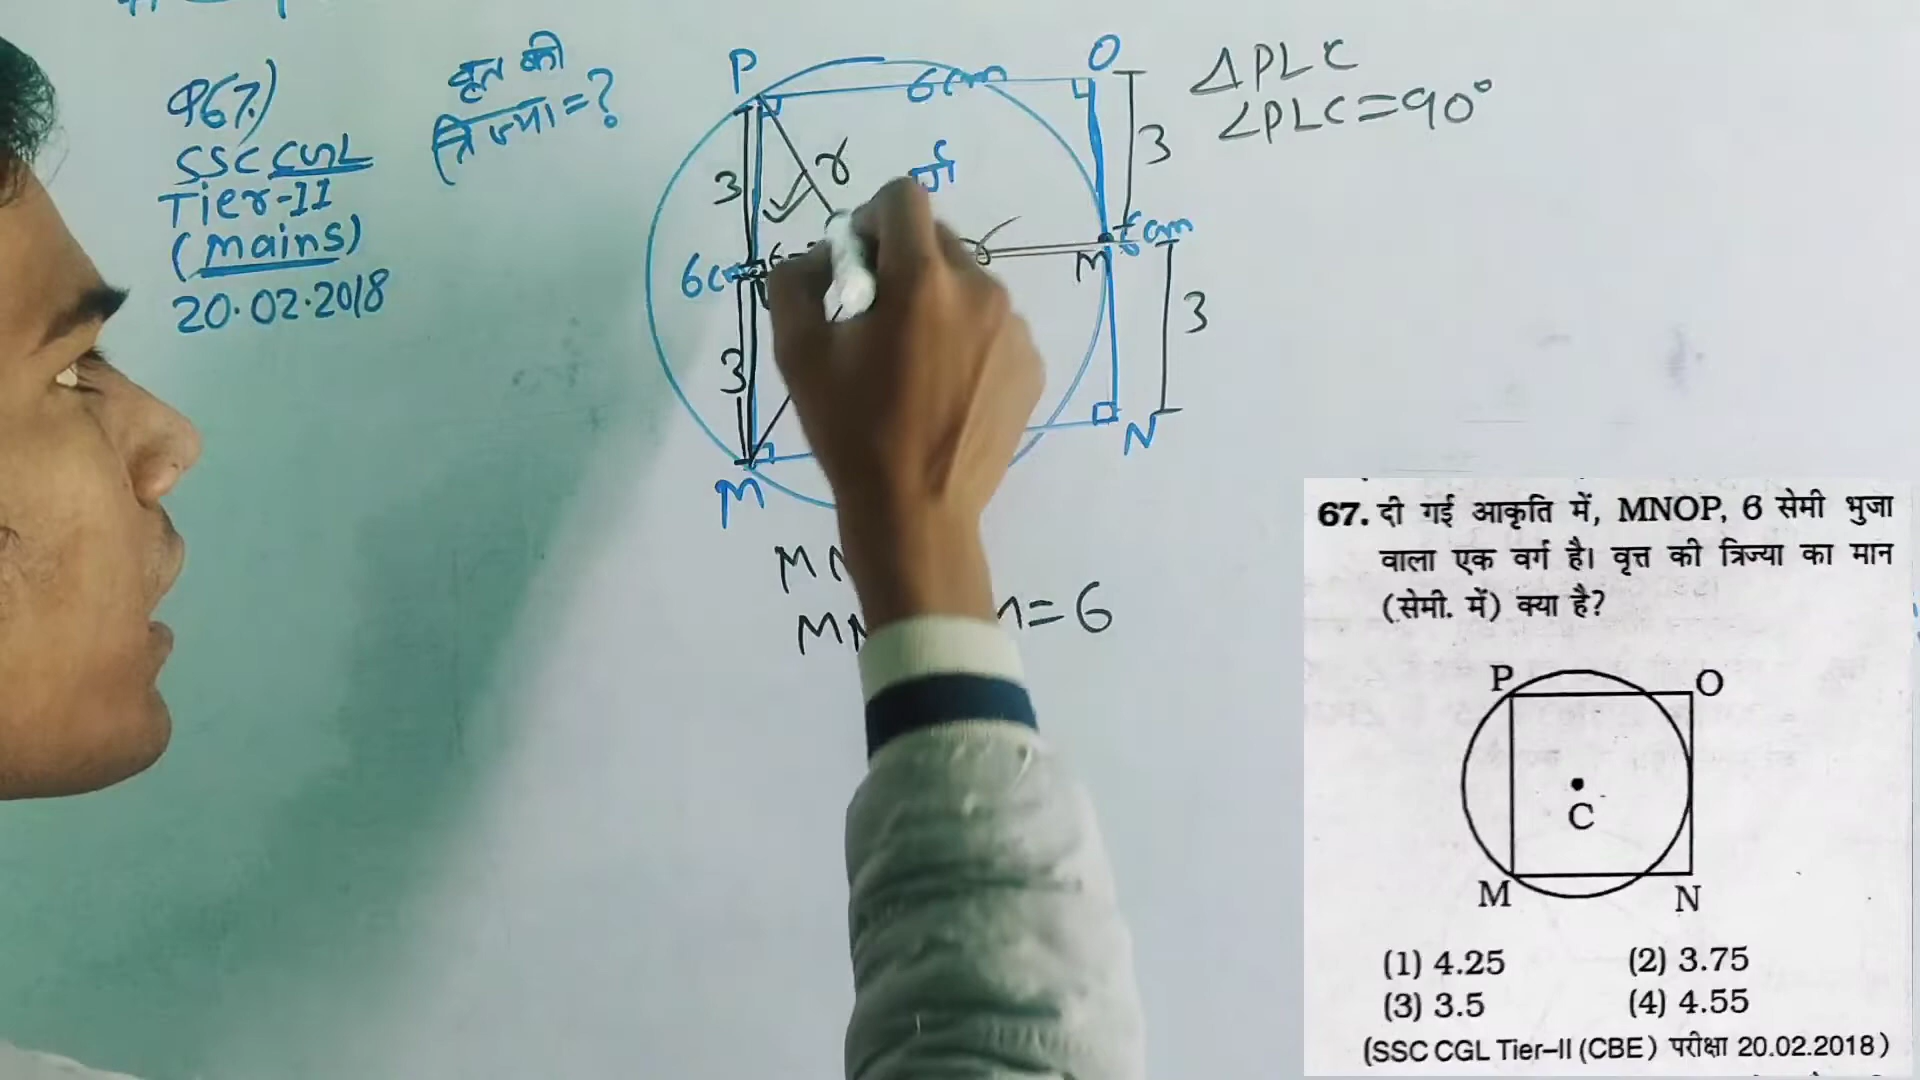 Q67.)
SSC CGL
Tier-II
(mains)
20.02.2018
वृत की
त्रिज्या = ?
P
6cm
O
ΔPLC
∠PLC=90°
3
r
3
6cm
r
M
6cm
3
3
M
N
=6
67. दी गई आकृति में, MNOP, 6 सेमी भुजा
वाला एक वर्ग है। वृत्त की त्रिज्या का मान
(सेमी. में) क्या है?
P
O
C
M
N
(1) 4.25
(2) 3.75
(3) 3.5
(4) 4.55
(SSC CGL Tier–II (CBE) परीक्षा 20.02.2018)